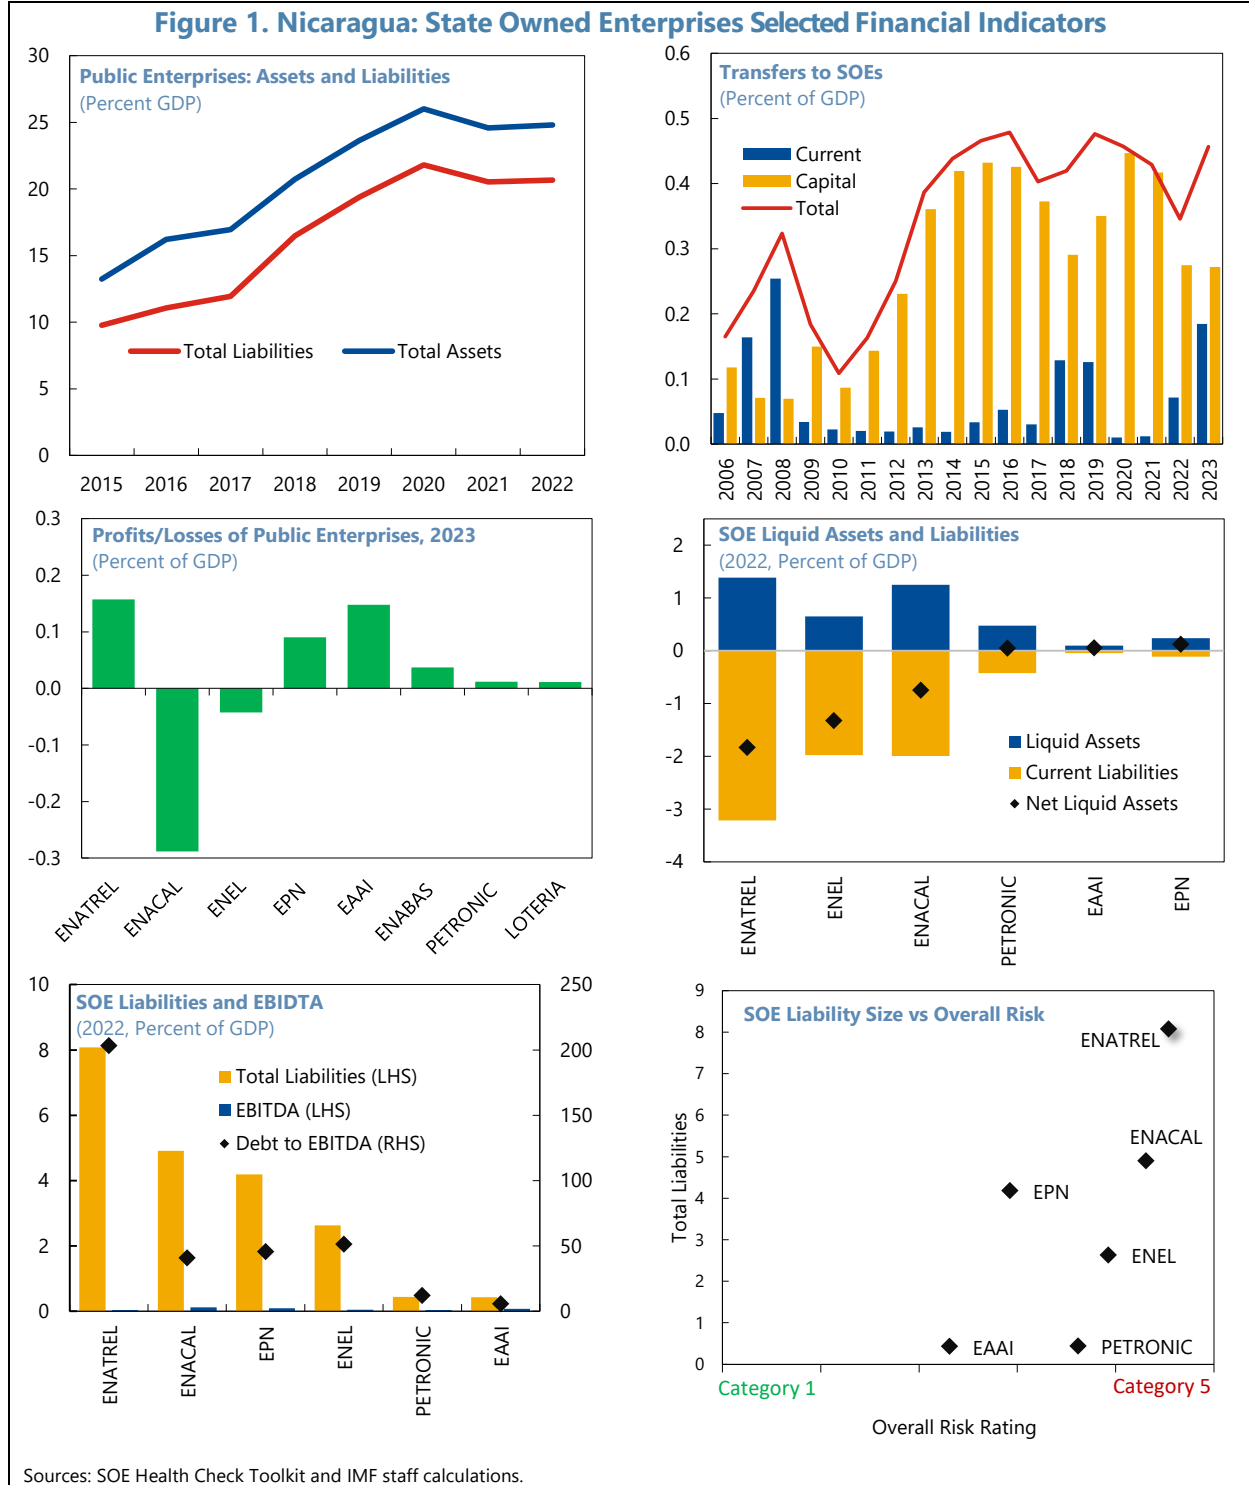 Figure 1. Nicaragua: State Owned Enterprises Selected Financial Indicators
Public Enterprises: Assets and Liabilities
(Percent GDP)
30
25
20
15
10
5
0
Total Liabilities
Total Assets
2015 2016 2017 2018 2019 2020 2021 2022
Transfers to SOEs
(Percent of GDP)
0.6
0.5
0.4
0.3
0.2
0.1
0.0
Current
Capital
Total
2006 2007 2008 2009 2010 2011 2012 2013 2014 2015 2016 2017 2018 2019 2020 2021 2022 2023
Profits/Losses of Public Enterprises, 2023
(Percent of GDP)
0.3
0.2
0.1
0.0
-0.1
-0.2
-0.3
ENATREL ENACAL ENEL EPN EAAI ENABAS PETRONIC LOTERIA
SOE Liquid Assets and Liabilities
(2022, Percent of GDP)
2
1
0
-1
-2
-3
-4
Liquid Assets
Current Liabilities
Net Liquid Assets
ENATREL ENEL ENACAL PETRONIC EAAI EPN
SOE Liabilities and EBIDTA
(2022, Percent of GDP)
10
8
6
4
2
0
250
200
150
100
50
0
Total Liabilities (LHS)
EBITDA (LHS)
Debt to EBITDA (RHS)
ENATREL ENACAL EPN ENEL PETRONIC EAAI
SOE Liability Size vs Overall Risk
9
8
7
6
5
4
3
2
1
0
Total Liabilities
ENATREL
ENACAL
EPN
ENEL
EAAI
PETRONIC
Category 1
Category 5
Overall Risk Rating
Sources: SOE Health Check Toolkit and IMF staff calculations.